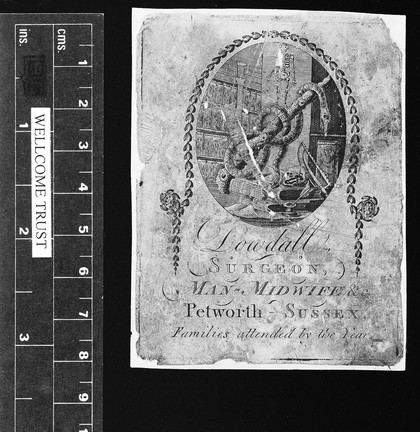 ins.
cms.
1
2
3
1
2
3
4
5
6
7
8
9
WELLCOME TRUST
Dowdall,
SURGEON,
MAN-MIDWIFE &c
Petworth - SUSSEX.
Families attended by the Year